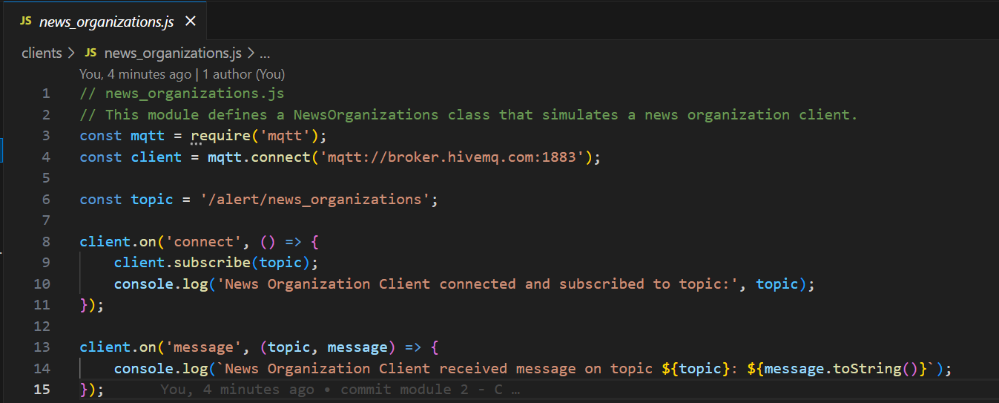 JS news_organizations.js ×
clients > JS news_organizations.js > ...
You, 4 minutes ago | 1 author (You)
1 // news_organizations.js
2 // This module defines a NewsOrganizations class that simulates a news organization client.
3 const mqtt = require('mqtt');
4 const client = mqtt.connect('mqtt://broker.hivemq.com:1883');
5
6 const topic = '/alert/news_organizations';
7
8 client.on('connect', () => {
9     client.subscribe(topic);
10     console.log('News Organization Client connected and subscribed to topic:', topic);
11 });
12
13 client.on('message', (topic, message) => {
14     console.log(`News Organization Client received message on topic ${topic}: ${message.toString()}`);
15 });     You, 4 minutes ago • commit module 2 - C …